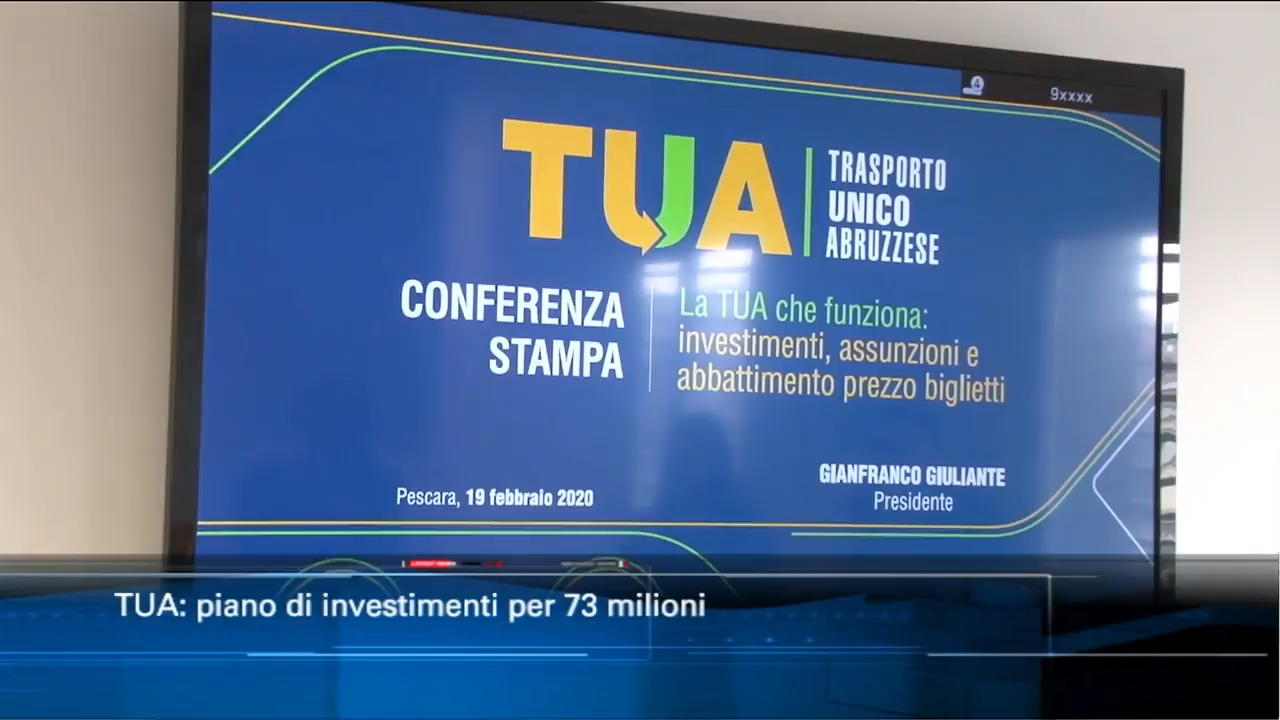 9xxxx
TUA
TRASPORTO
UNICO
ABRUZZESE
CONFERENZA
STAMPA
La TUA che funziona:
investimenti, assunzioni e
abbattimento prezzo biglietti
GIANFRANCO GIULIANTE
Presidente
Pescara, 19 febbraio 2020
TUA: piano di investimenti per 73 milioni